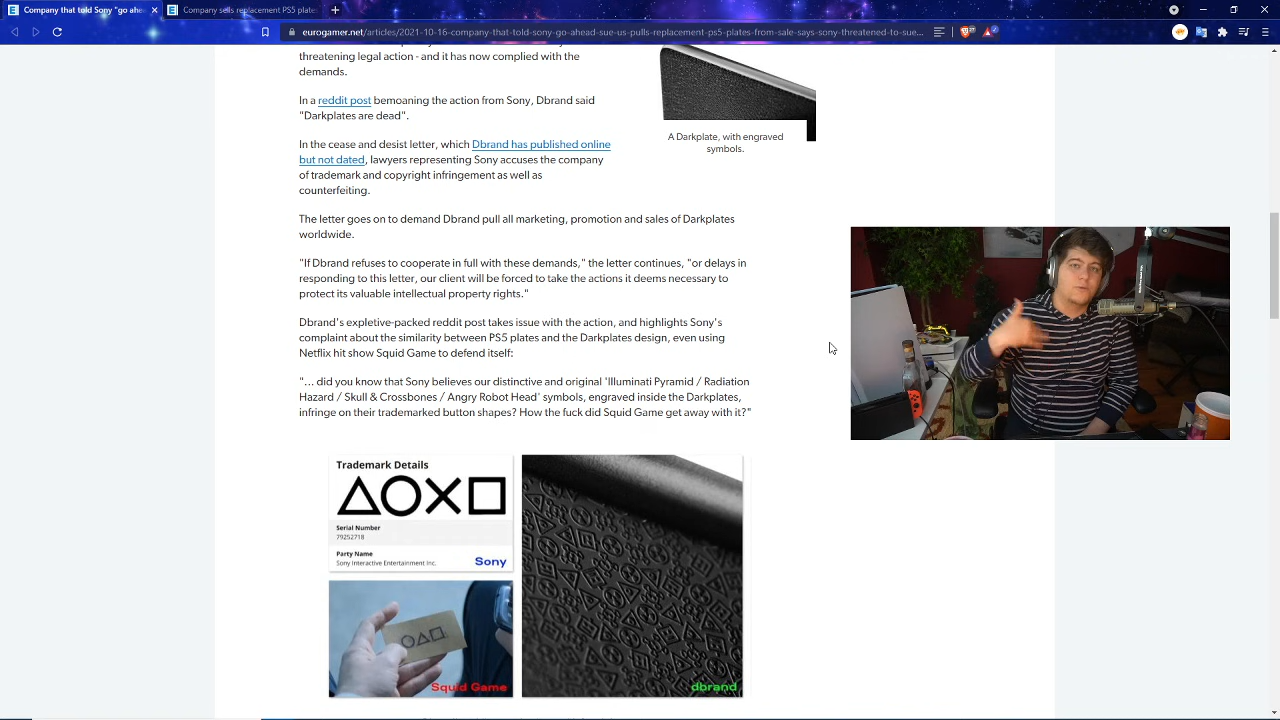 Company that told Sony "go ahe
Company sells replacement PS5 plate
eurogamer.net/articles/2021-10-16-company-that-told-sony-go-ahead-sue-us-pulls-replacement-ps5-plates-from-sale-says-sony-threatened-to-sue...
threatening legal action - and it has now complied with the
demands.
In a reddit post bemoaning the action from Sony, Dbrand said
"Darkplates are dead".
A Darkplate, with engraved
symbols.
In the cease and desist letter, which Dbrand has published online
but not dated, lawyers representing Sony accuses the company
of trademark and copyright infringement as well as
counterfeiting.
The letter goes on to demand Dbrand pull all marketing, promotion and sales of Darkplates
worldwide.
"If Dbrand refuses to cooperate in full with these demands," the letter continues, "or delays in
responding to this letter, our client will be forced to take the actions it deems necessary to
protect its valuable intellectual property rights."
Dbrand's expletive-packed reddit post takes issue with the action, and highlights Sony's
complaint about the similarity between PS5 plates and the Darkplates design, even using
Netflix hit show Squid Game to defend itself:
"... did you know that Sony believes our distinctive and original 'Illuminati Pyramid / Radiation
Hazard / Skull & Crossbones / Angry Robot Head' symbols, engraved inside the Darkplates,
infringe on their trademarked button shapes? How the fuck did Squid Game get away with it?"
Trademark Details
Serial Number
79252718
Party Name
Sony Interactive Entertainment Inc.
Sony
Squid Game
dbrand